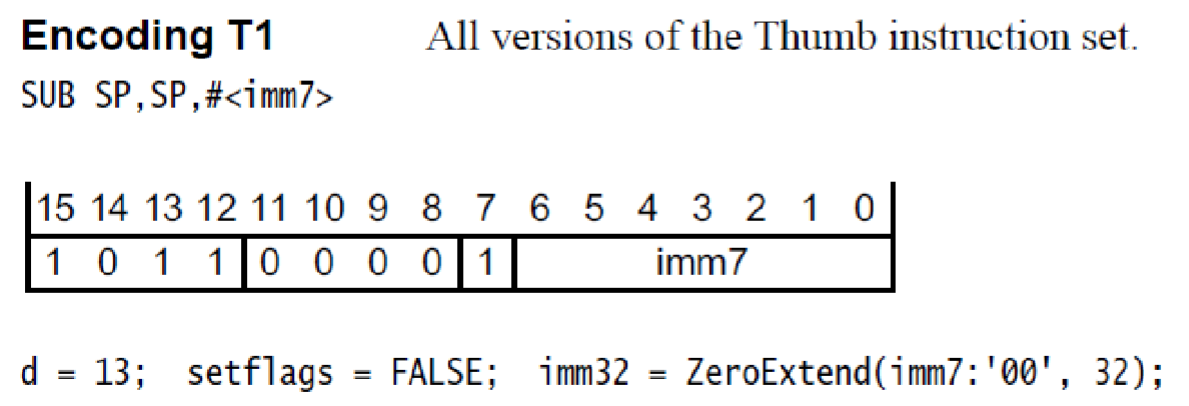 Encoding T1 All versions of the Thumb instruction set.
SUB SP,SP,#<imm7>
15 14 13 12 11 10 9 8 7 6 5 4 3 2 1 0
1 0 1 1 0 0 0 0 1 imm7
d = 13; setflags = FALSE; imm32 = ZeroExtend(imm7:'00', 32);